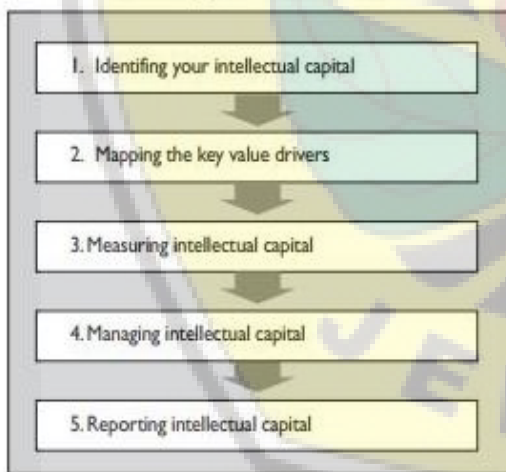 1. Identifing your intellectual capital
2. Mapping the key value drivers
3. Measuring intellectual capital
4. Managing intellectual capital
5. Reporting intellectual capital
J E